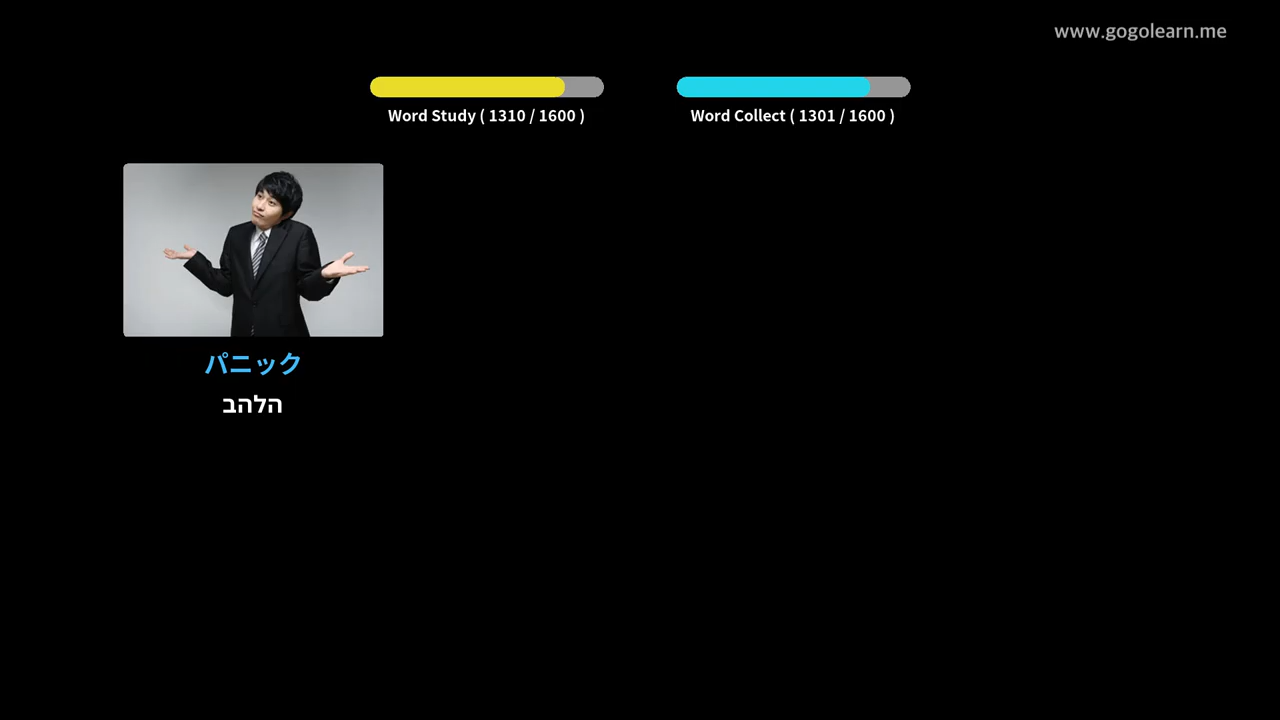 www.gogolearn.me
Word Study ( 1310 / 1600 )
Word Collect ( 1301 / 1600 )
パニック
הלהב